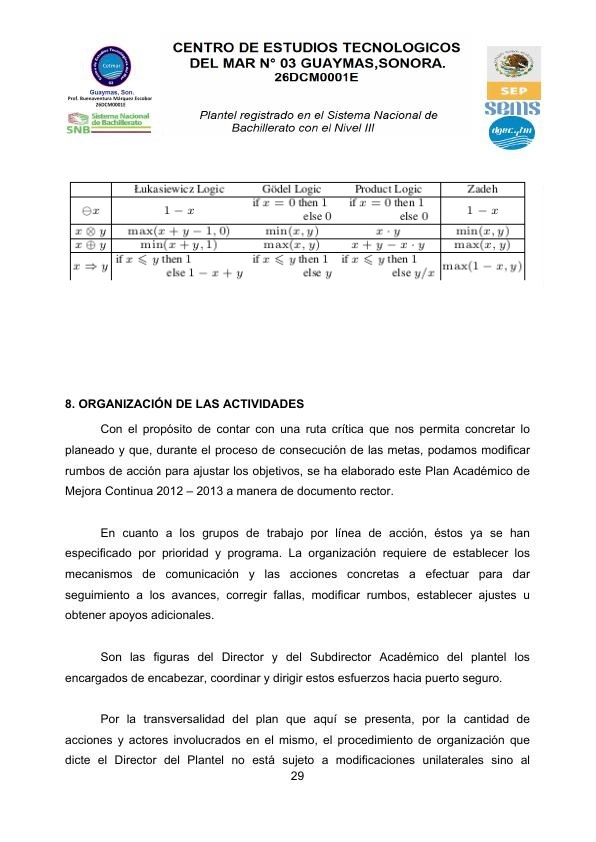 CENTRO DE ESTUDIOS TECNOLOGICOS
DEL MAR N° 03 GUAYMAS,SONORA.
26DCM0001E
Cetmar
03
Guaymas, Son.
Prof. Buenaventura Márquez Escobar
26DCM0001E
SNB Sistema Nacional de Bachillerato
Plantel registrado en el Sistema Nacional de
Bachillerato con el Nivel III
SEP
sems
dgecytm
Łukasiewicz Logic Gödel Logic Product Logic Zadeh
⊖x 1 − x if x = 0 then 1 else 0 if x = 0 then 1 else 0 1 − x
x ⊗ y max(x + y − 1, 0) min(x, y) x · y min(x, y)
x ⊕ y min(x + y, 1) max(x, y) x + y − x · y max(x, y)
x ⇒ y if x ⩽ y then 1 else 1 − x + y if x ⩽ y then 1 else y if x ⩽ y then 1 else y/x max(1 − x, y)
8. ORGANIZACIÓN DE LAS ACTIVIDADES
Con el propósito de contar con una ruta crítica que nos permita concretar lo
planeado y que, durante el proceso de consecución de las metas, podamos modificar
rumbos de acción para ajustar los objetivos, se ha elaborado este Plan Académico de
Mejora Continua 2012 – 2013 a manera de documento rector.
En cuanto a los grupos de trabajo por línea de acción, éstos ya se han
especificado por prioridad y programa. La organización requiere de establecer los
mecanismos de comunicación y las acciones concretas a efectuar para dar
seguimiento a los avances, corregir fallas, modificar rumbos, establecer ajustes u
obtener apoyos adicionales.
Son las figuras del Director y del Subdirector Académico del plantel los
encargados de encabezar, coordinar y dirigir estos esfuerzos hacia puerto seguro.
Por la transversalidad del plan que aquí se presenta, por la cantidad de
acciones y actores involucrados en el mismo, el procedimiento de organización que
dicte el Director del Plantel no está sujeto a modificaciones unilaterales sino al
29